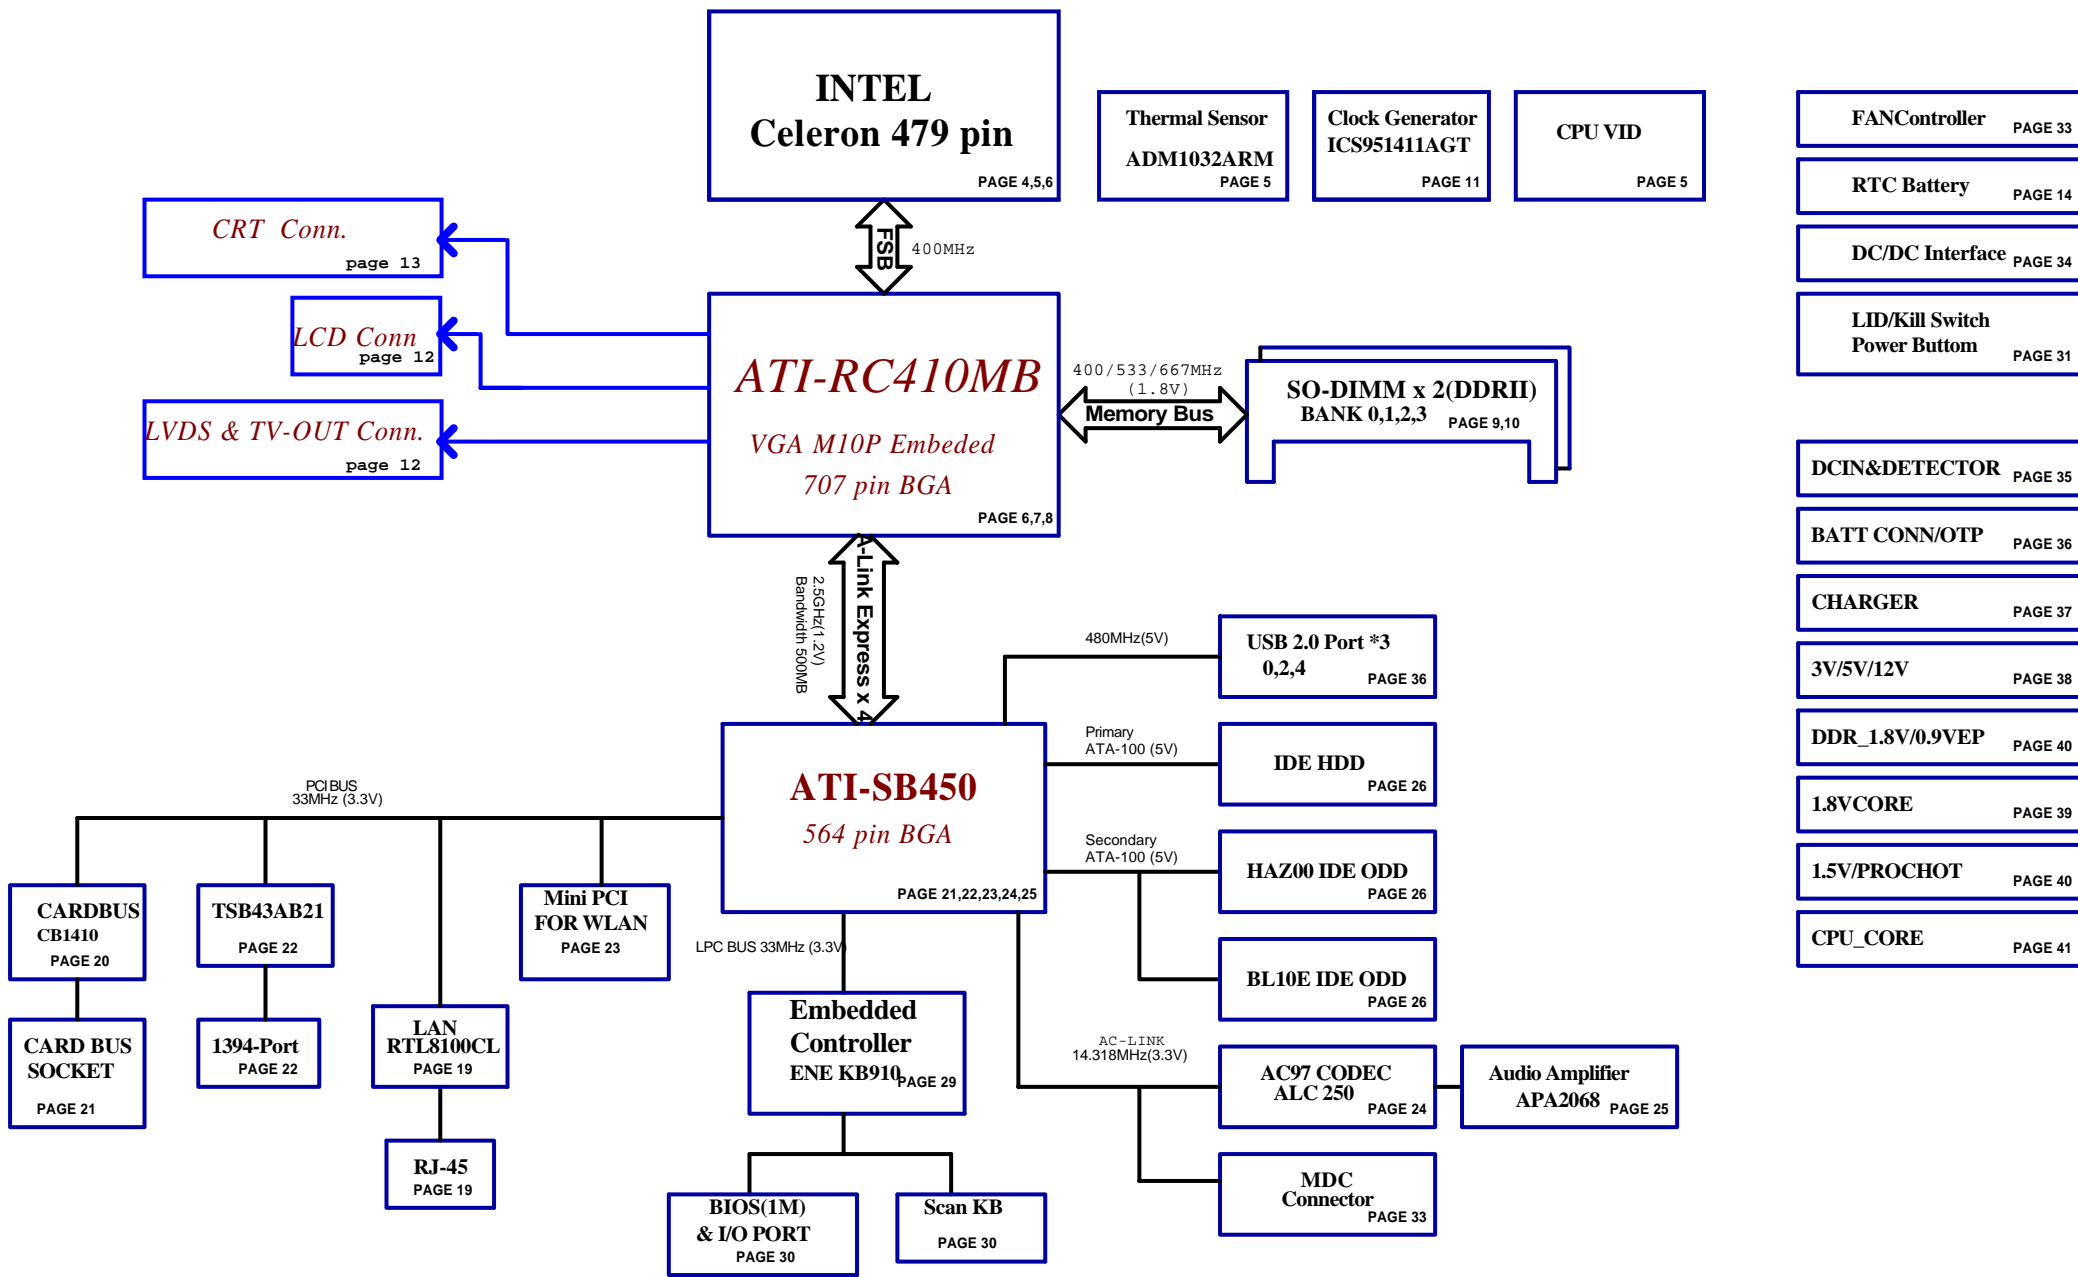 INTEL
Celeron 479 pin
PAGE 4,5,6
Thermal Sensor
ADM1032ARM
PAGE 5
Clock Generator
ICS951411AGT
PAGE 11
CPU VID
PAGE 5
FANController
PAGE 33
RTC Battery
PAGE 14
DC/DC Interface
PAGE 34
LID/Kill Switch
Power Buttom
PAGE 31
CRT Conn.
page 13
LCD Conn
page 12
LVDS & TV-OUT Conn.
page 12
FSB
400MHz
ATI-RC410MB
VGA M10P Embeded
707 pin BGA
PAGE 6,7,8
400/533/667MHz
(1.8V)
Memory Bus
SO-DIMM x 2(DDRII)
BANK 0,1,2,3
PAGE 9,10
DCIN&DETECTOR
PAGE 35
BATT CONN/OTP
PAGE 36
CHARGER
PAGE 37
3V/5V/12V
PAGE 38
DDR_1.8V/0.9VEP
PAGE 40
1.8VCORE
PAGE 39
1.5V/PROCHOT
PAGE 40
CPU_CORE
PAGE 41
A-Link Express x 4
2.5GHz(1.2V)
Bandwidth 500MB
480MHz(5V)
USB 2.0 Port *3
0,2,4
PAGE 36
ATI-SB450
564 pin BGA
PAGE 21,22,23,24,25
Primary
ATA-100 (5V)
IDE HDD
PAGE 26
Secondary
ATA-100 (5V)
HAZ00 IDE ODD
PAGE 26
BL10E IDE ODD
PAGE 26
PCI BUS
33MHz (3.3V)
CARDBUS
CB1410
PAGE 20
TSB43AB21
PAGE 22
Mini PCI
FOR WLAN
PAGE 23
LPC BUS 33MHz (3.3V)
CARD BUS
SOCKET
PAGE 21
1394-Port
PAGE 22
LAN
RTL8100CL
PAGE 19
RJ-45
PAGE 19
Embedded
Controller
ENE KB910
PAGE 29
BIOS(1M)
& I/O PORT
PAGE 30
Scan KB
PAGE 30
AC-LINK
14.318MHz(3.3V)
AC97 CODEC
ALC 250
PAGE 24
Audio Amplifier
APA2068
PAGE 25
MDC
Connector
PAGE 33